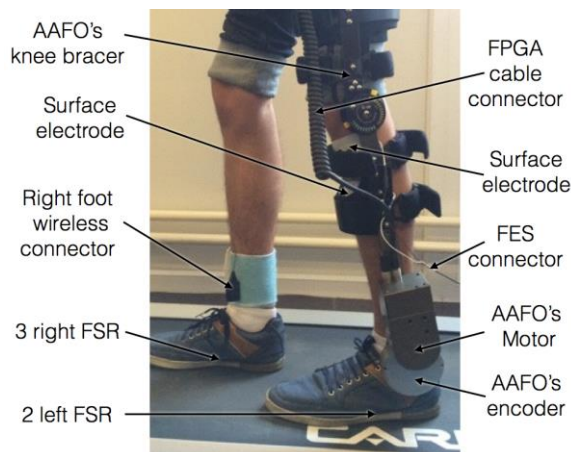 AAFO's
knee bracer
FPGA
cable
connector
Surface
electrode
Surface
electrode
Right foot
wireless
connector
FES
connector
3 right FSR
AAFO's
Motor
AAFO's
encoder
2 left FSR
CAR